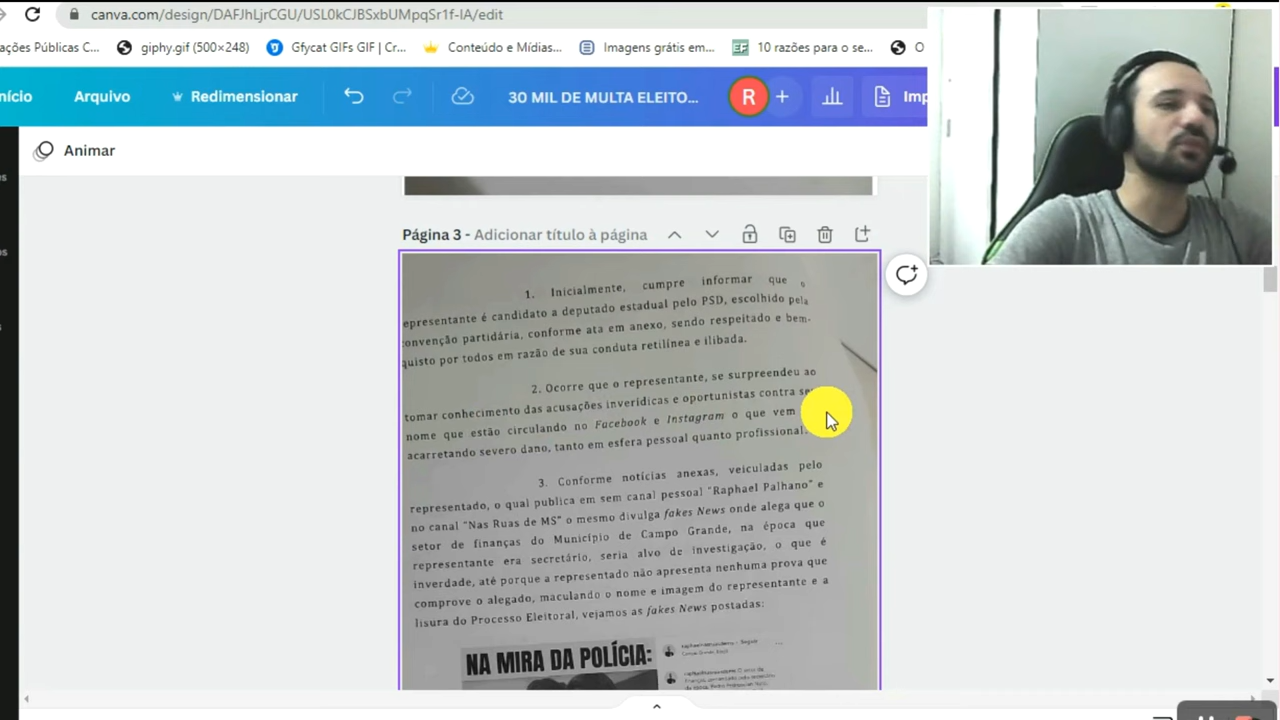 canva.com/design/DAFJhLjrCGU/USL0kCJBSxbUMpqSr1f-IA/edit
ações Públicas C... giphy.gif (500×248) Gfycat GIFs GIF | Cr... Conteúdo e Mídias... Imagens grátis em... 10 razões para o se... O
nício Arquivo Redimensionar 30 MIL DE MULTA ELEITO... R + Imp
Animar
Página 3 - Adicionar título à página
1. Inicialmente, cumpre informar que o
epresentante é candidato a deputado estadual pelo PSD, escolhido pela
convenção partidária, conforme ata em anexo, sendo respeitado e bem-
quisto por todos em razão de sua conduta retilínea e ilibada.
2. Ocorre que o representante, se surpreendeu ao
tomar conhecimento das acusações inverídicas e oportunistas contra se
nome que estão circulando no Facebook e Instagram o que vem
acarretando severo dano, tanto em esfera pessoal quanto profissional.
3. Conforme notícias anexas, veiculadas pelo
representado, o qual publica em sem canal pessoal “Raphael Palhano” e
no canal “Nas Ruas de MS” o mesmo divulga fakes News onde alega que o
setor de finanças do Município de Campo Grande, na época que
representante era secretário, seria alvo de investigação, o que é
inverdade, até porque a representado não apresenta nenhuma prova que
comprove o alegado, maculando o nome e imagem do representante e a
lisura do Processo Eleitoral, vejamos as fakes News postadas:
NA MIRA DA POLÍCIA: